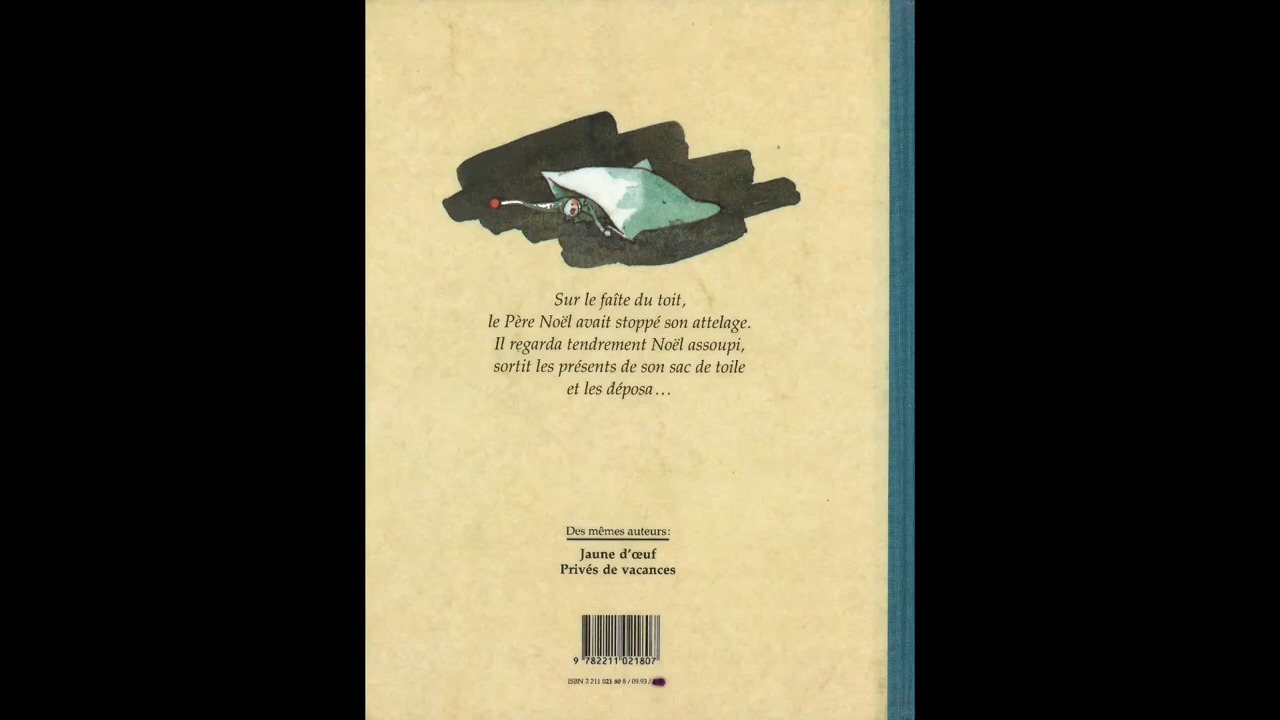 Sur le faîte du toit,
le Père Noël avait stoppé son attelage.
Il regarda tendrement Noël assoupi,
sortit les présents de son sac de toile
et les déposa...
Des mêmes auteurs:
Jaune d'œuf
Privés de vacances
9 782211 021807
ISBN 2 211 021 80 8 / 09.93 /